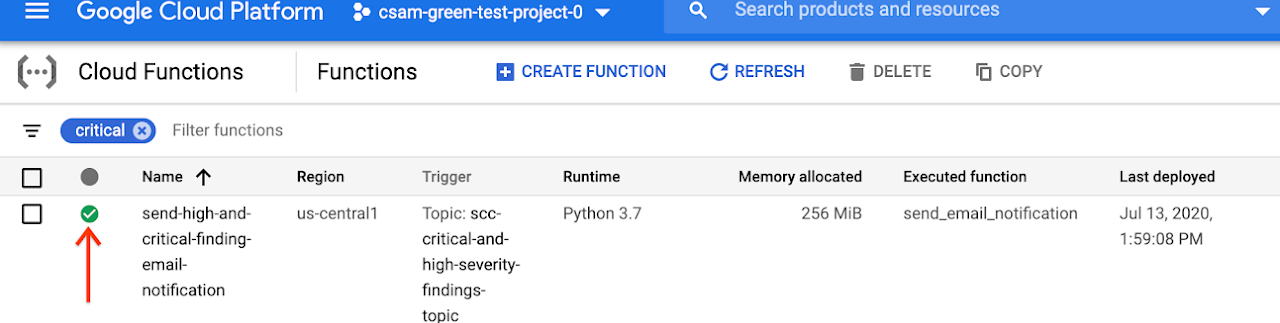 Google Cloud Platform csam-green-test-project-0 Search products and resources
Cloud Functions Functions CREATE FUNCTION REFRESH DELETE COPY
critical Filter functions
Name Region Trigger Runtime Memory allocated Executed function Last deployed
send-high-and- us-central1 Topic: scc- Python 3.7 256 MiB send_email_notification Jul 13, 2020,
critical-finding- critical-and- 1:59:08 PM
email- high-severity-
notification findings-
topic